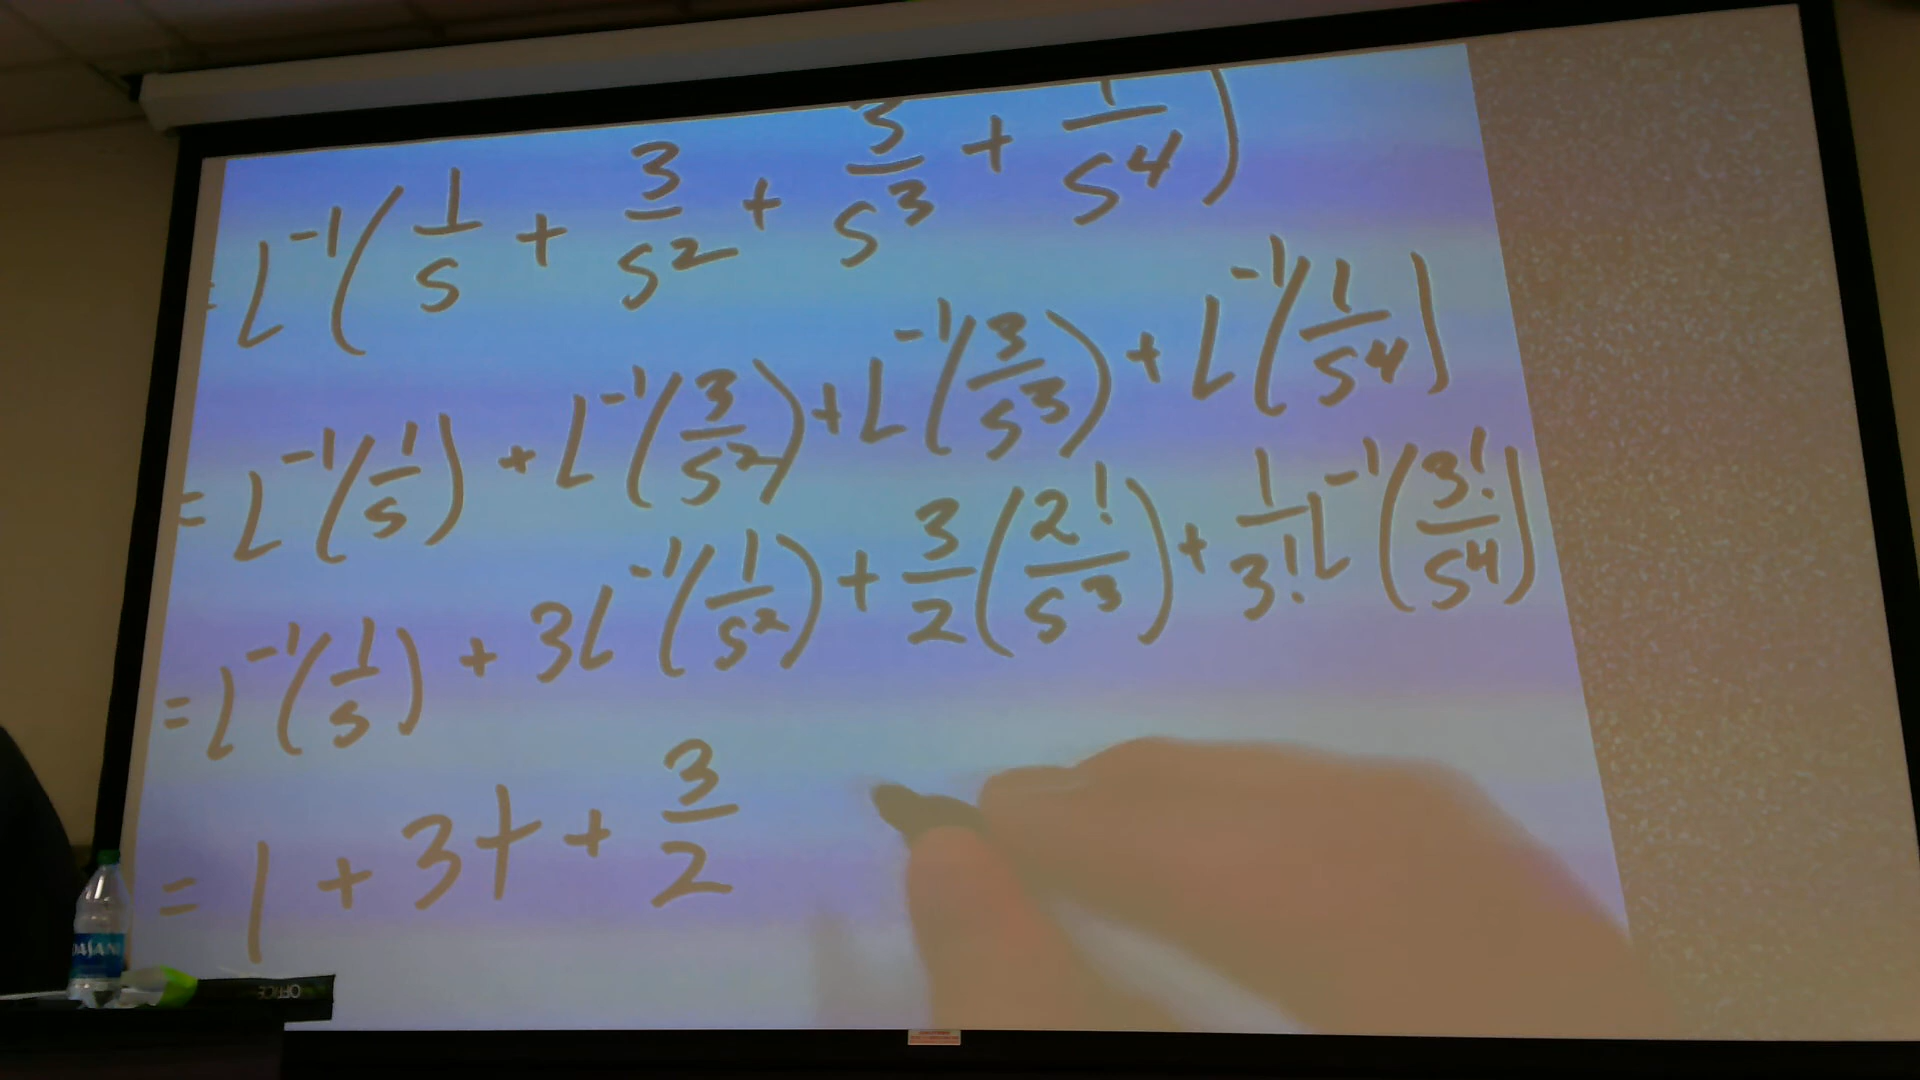 = L⁻¹(1/s + 3/s² + 3/s³ + 1/s⁴)
= L⁻¹(1/s) + L⁻¹(3/s²) + L⁻¹(3/s³) + L⁻¹(1/s⁴)
= L⁻¹(1/s) + 3L⁻¹(1/s²) + 3/2(2!/s³) + 1/3! L⁻¹(3!/s⁴)
= 1 + 3t + 3/2
DASANI
OFFICE